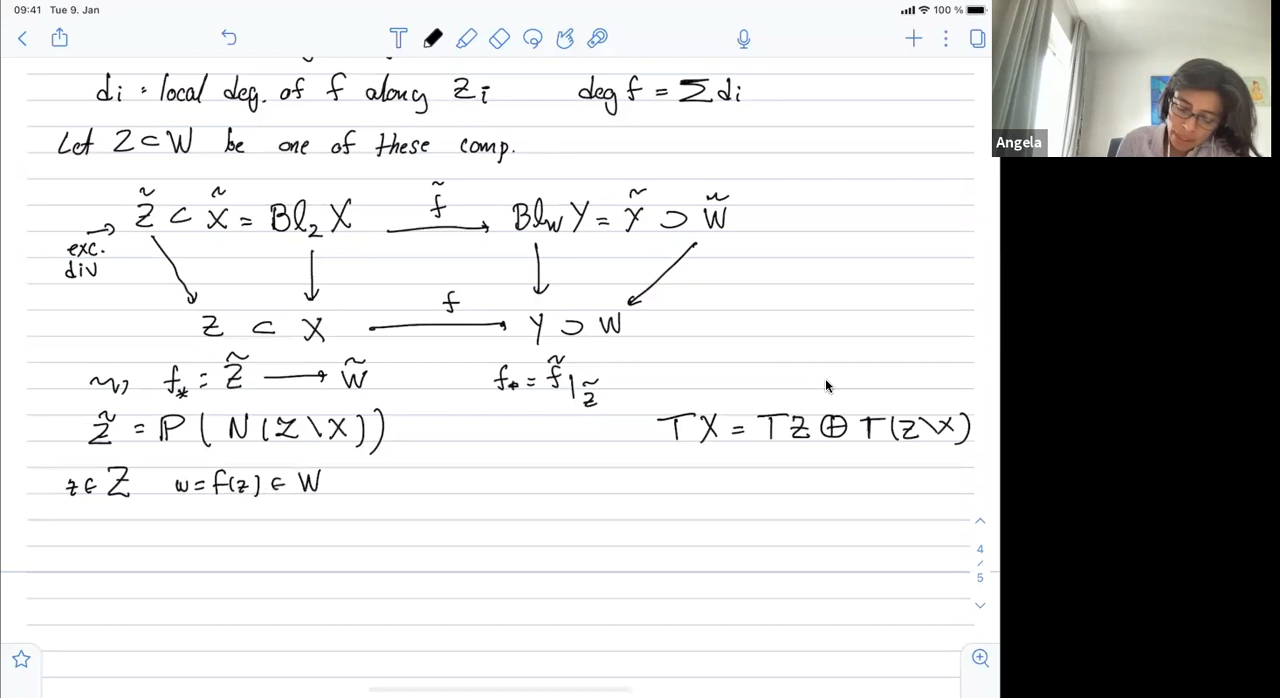 09:41 Tue 9. Jan 100 %
di : local deg. of f along Zi deg f = Σ di
Let Z ⊂ W be one of these comp.
Z̃ ⊂ X̃ = Bl_Z X f̃ Bl_W Y = Ỹ ⊃ W̃
exc. div
Z ⊂ X f Y ⊃ W
⇝ f_* : Z̃ ⟶ W̃ f_* = f̃|_Z̃
Z̃ = ℙ(N(Z\X)) TX = TZ ⊕ T(Z\X)
z ∈ Z w = f(z) ∈ W
4 / 5
Angela